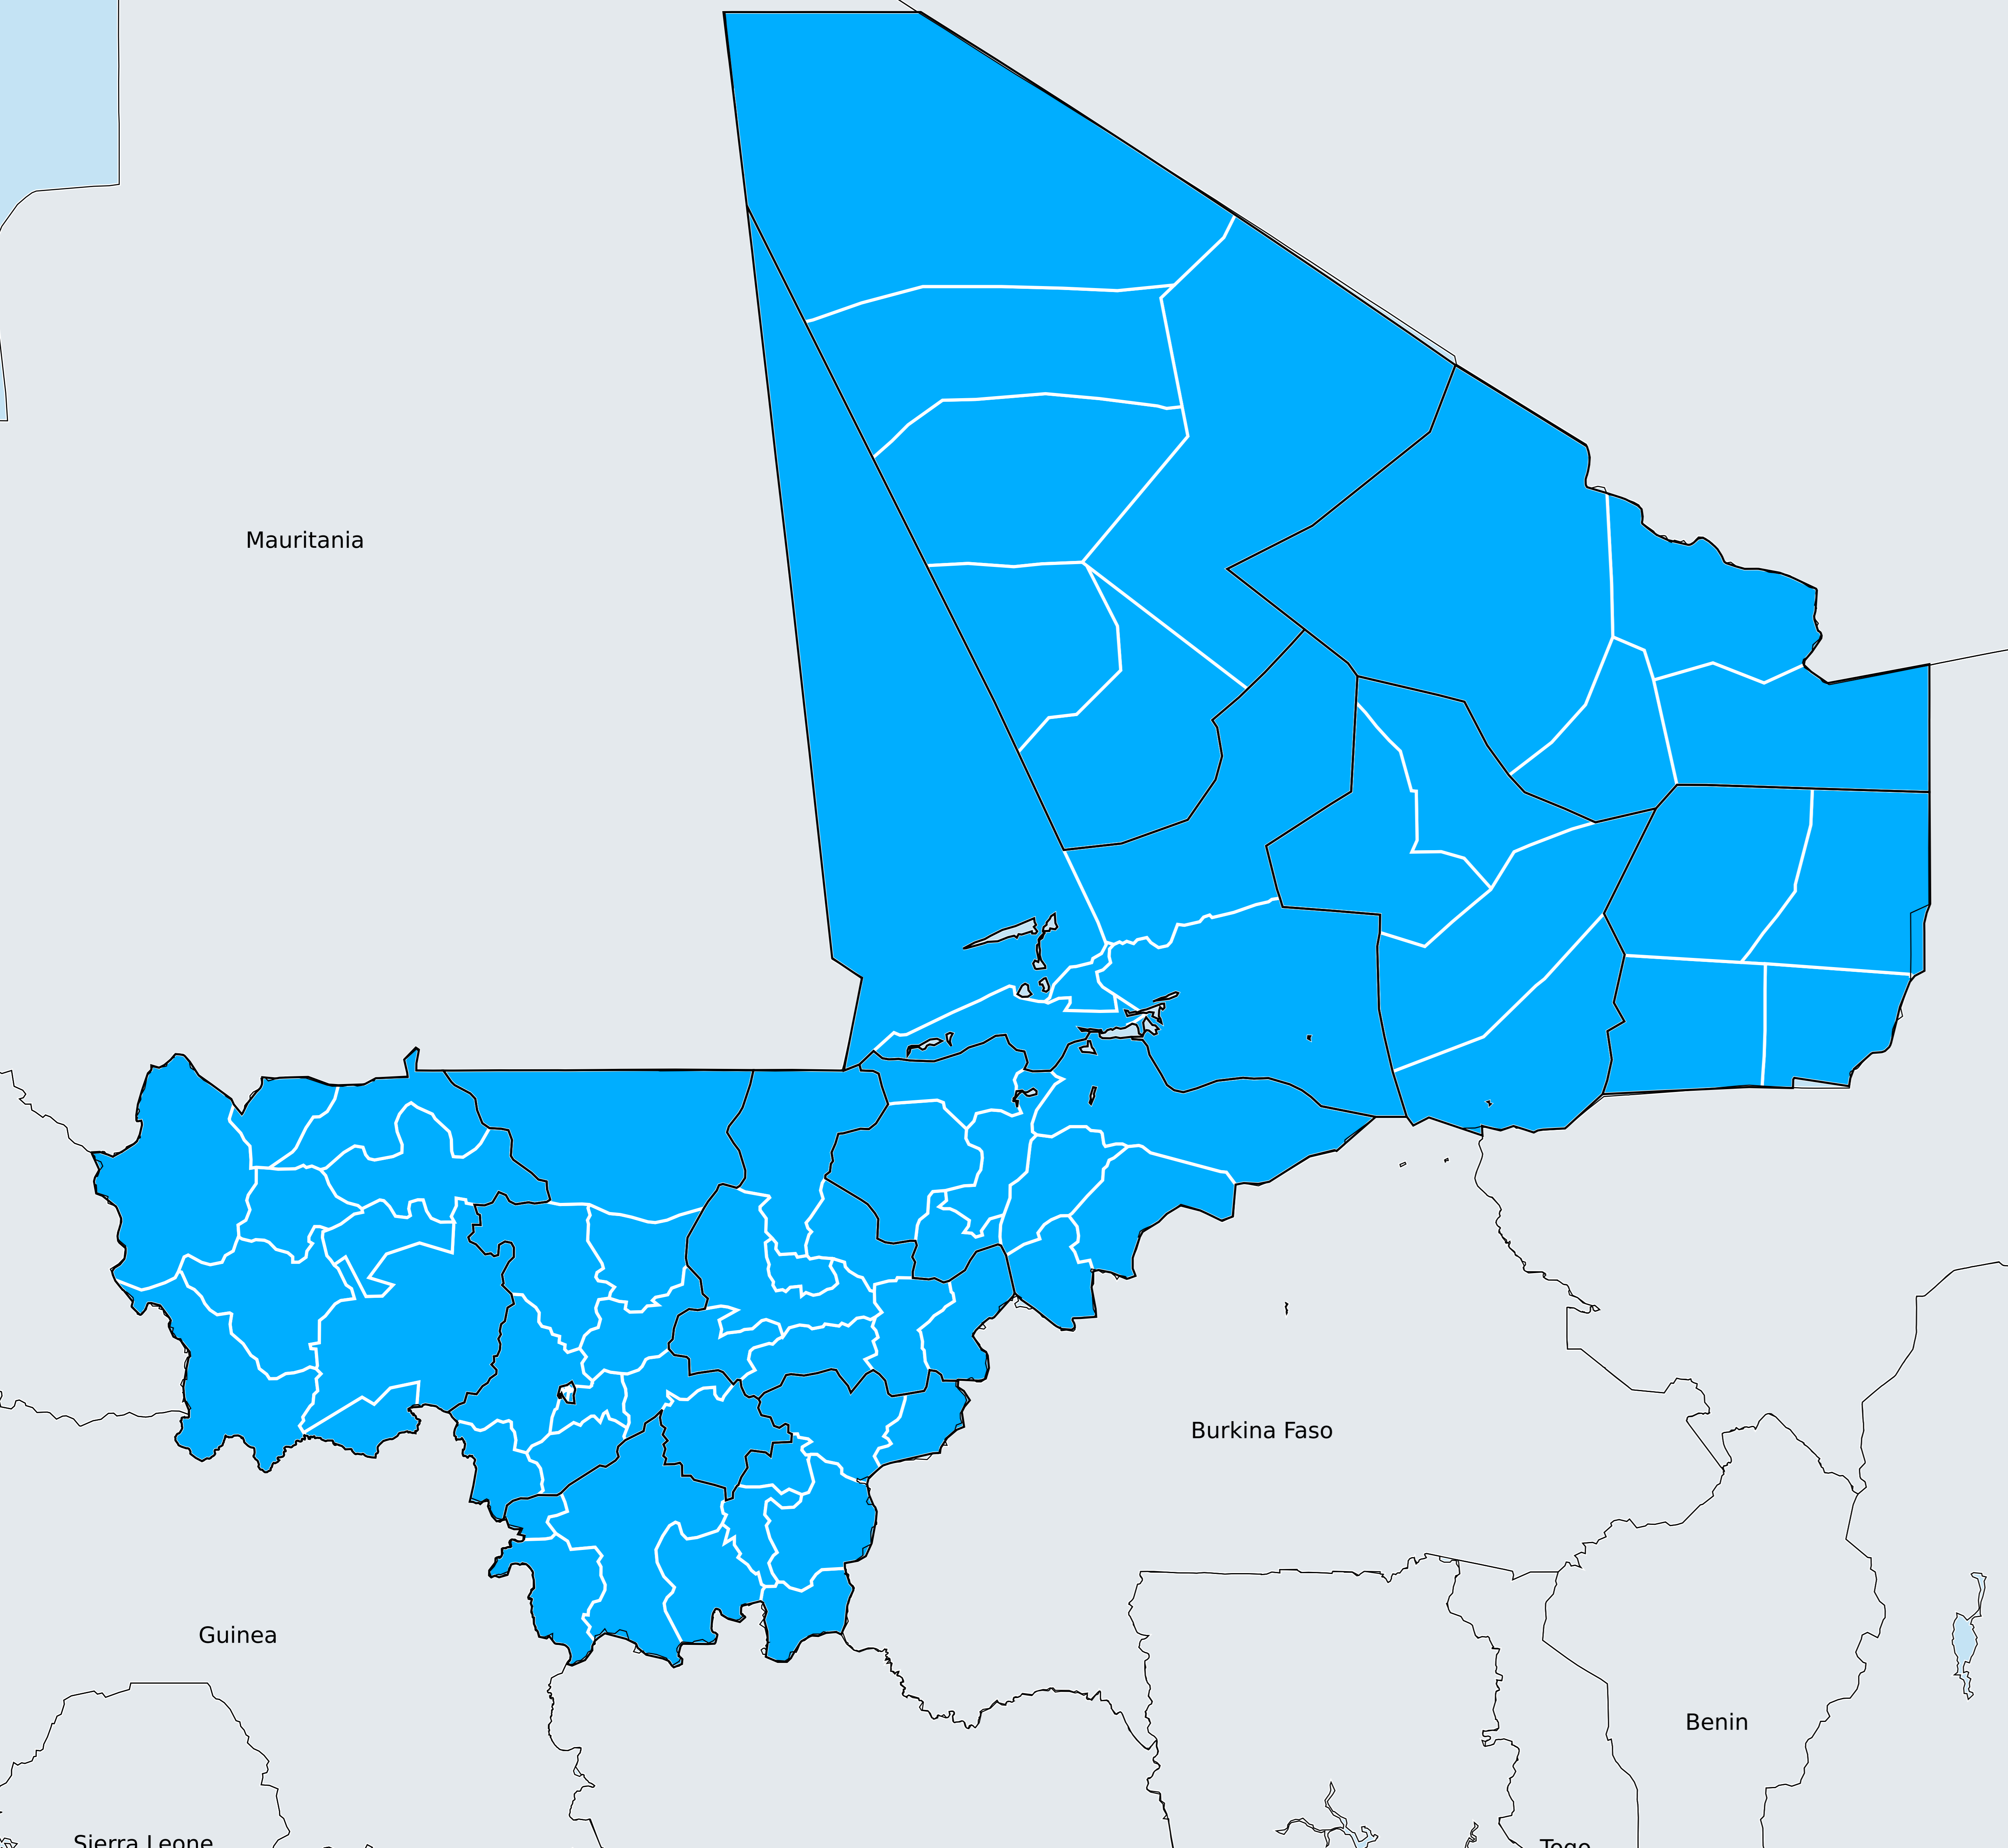 Mauritania
Burkina Faso
Guinea
Benin
Sierra Leone
Togo